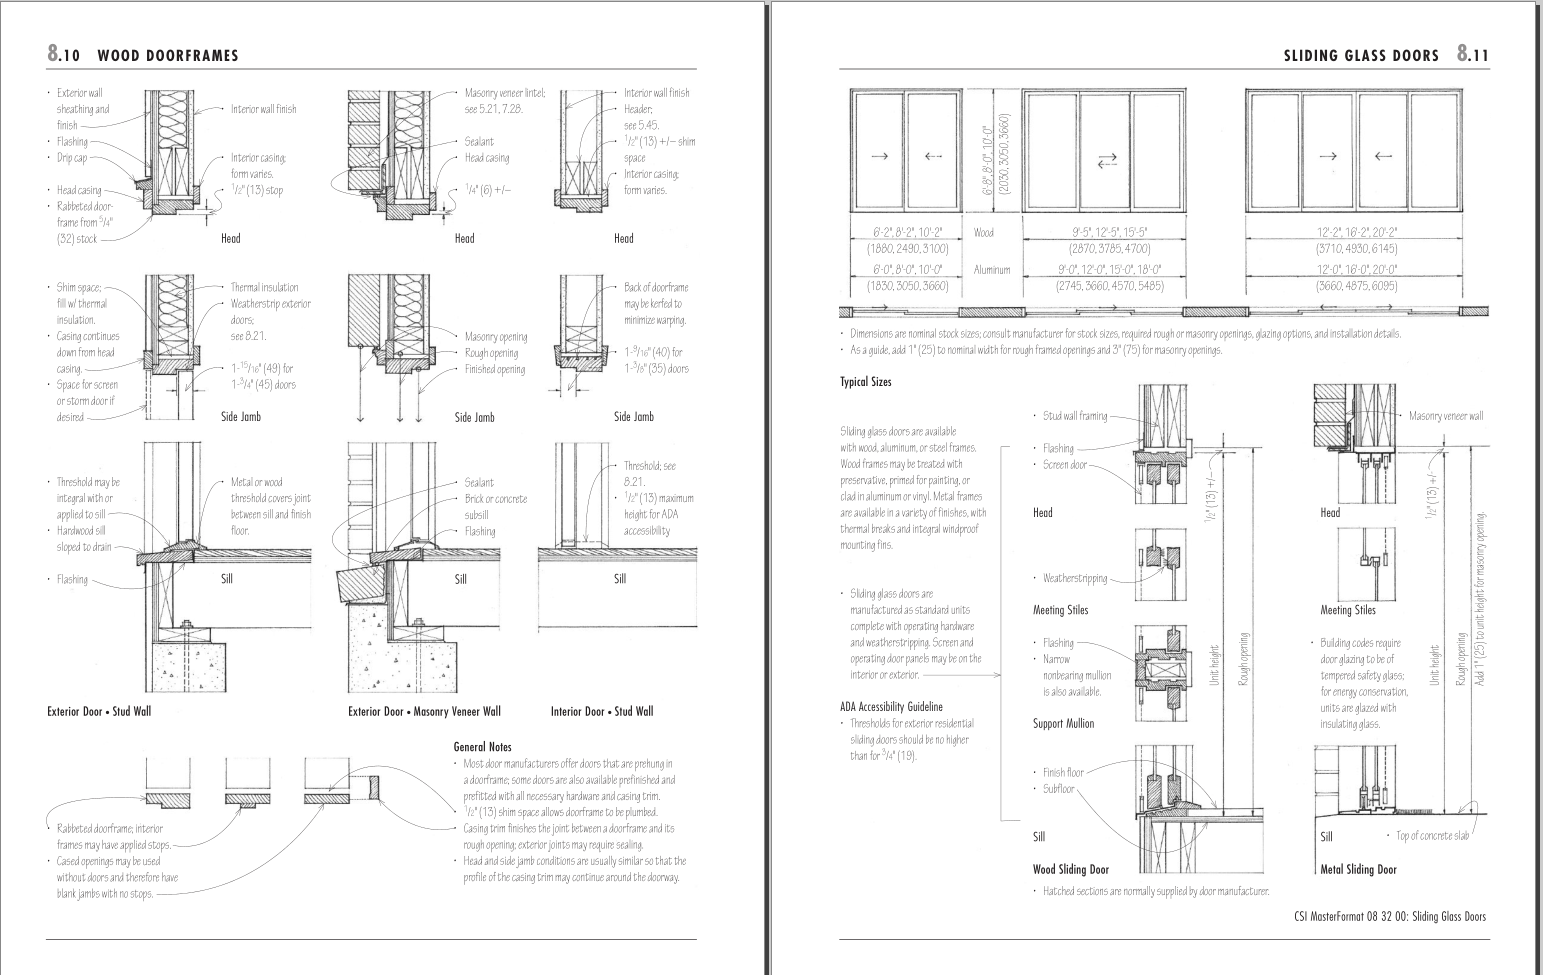 8.10 WOOD DOORFRAMES
• Exterior wall
sheathing and
finish
• Flashing
• Drip cap
• Head casing
• Rabbeted door-
frame from 5/4"
(32) stock
• Interior wall finish
• Interior casing;
form varies.
• 1/2" (13) stop
Head
• Masonry veneer lintel;
see 5.21, 7.28.
• Sealant
• Head casing
• 1/4" (6) +/–
Head
• Interior wall finish
• Header;
see 5.45.
• 1/2" (13) +/– shim
space
• Interior casing;
form varies.
Head
• Shim space;
fill w/ thermal
insulation.
• Casing continues
down from head
casing.
• Space for screen
or storm door if
desired
• Thermal insulation
• Weatherstrip exterior
doors;
see 8.21.
• 1-15/16" (49) for
1-3/4" (45) doors
Side Jamb
• Masonry opening
• Rough opening
• Finished opening
Side Jamb
• Back of doorframe
may be kerfed to
minimize warping.
• 1-9/16" (40) for
1-3/8" (35) doors
Side Jamb
• Threshold may be
integral with or
applied to sill
• Hardwood sill
sloped to drain
• Flashing
• Metal or wood
threshold covers joint
between sill and finish
floor.
Sill
• Sealant
• Brick or concrete
subsill
• Flashing
Sill
• Threshold; see
8.21.
• 1/2" (13) maximum
height for ADA
accessibility
Sill
Exterior Door • Stud Wall
Exterior Door • Masonry Veneer Wall
Interior Door • Stud Wall
• Rabbeted doorframe; interior
frames may have applied stops.
• Cased openings may be used
without doors and therefore have
blank jambs with no stops.
General Notes
• Most door manufacturers offer doors that are prehung in
a doorframe; some doors are also available prefinished and
prefitted with all necessary hardware and casing trim.
• 1/2" (13) shim space allows doorframe to be plumbed.
• Casing trim finishes the joint between a doorframe and its
rough opening; exterior joints may require sealing.
• Head and side jamb conditions are usually similar so that the
profile of the casing trim may continue around the doorway.
SLIDING GLASS DOORS 8.11
6'-8", 8'-0", 10'-0"
(2030, 3050, 3660)
6'-2", 8'-2", 10'-2"
(1880, 2490, 3100)
Wood
9'-5", 12'-5", 15'-5"
(2870, 3785, 4700)
12'-2", 16'-2", 20'-2"
(3710, 4930, 6145)
6'-0", 8'-0", 10'-0"
(1830, 3050, 3660)
Aluminum
9'-0", 12'-0", 15'-0", 18'-0"
(2745, 3660, 4570, 5485)
12'-0", 16'-0", 20'-0"
(3660, 4875, 6095)
• Dimensions are nominal stock sizes; consult manufacturer for stock sizes, required rough or masonry openings, glazing options, and installation details.
• As a guide, add 1" (25) to nominal width for rough framed openings and 3" (75) for masonry openings.
Typical Sizes
Sliding glass doors are available
with wood, aluminum, or steel frames.
Wood frames may be treated with
preservative, primed for painting, or
clad in aluminum or vinyl. Metal frames
are available in a variety of finishes, with
thermal breaks and integral windproof
mounting fins.
• Sliding glass doors are
manufactured as standard units
complete with operating hardware
and weatherstripping. Screen and
operating door panels may be on the
interior or exterior.
ADA Accessibility Guideline
• Thresholds for exterior residential
sliding doors should be no higher
than for 3/4" (19).
• Stud wall framing
• Flashing
• Screen door
Head
1/2" (13) +/–
• Weatherstripping
Meeting Stiles
• Flashing
• Narrow
nonbearing mullion
is also available.
Support Mullion
Unit height
Rough opening
• Finish floor
• Subfloor
Sill
Wood Sliding Door
• Hatched sections are normally supplied by door manufacturer.
• Masonry veneer wall
Head
1/2" (13) +/–
Meeting Stiles
• Building codes require
door glazing to be of
tempered safety glass;
for energy conservation,
units are glazed with
insulating glass.
Unit height
Rough opening
Add 1" (25) to unit height for masonry opening.
Sill
• Top of concrete slab
Metal Sliding Door
CSI MasterFormat 08 32 00: Sliding Glass Doors